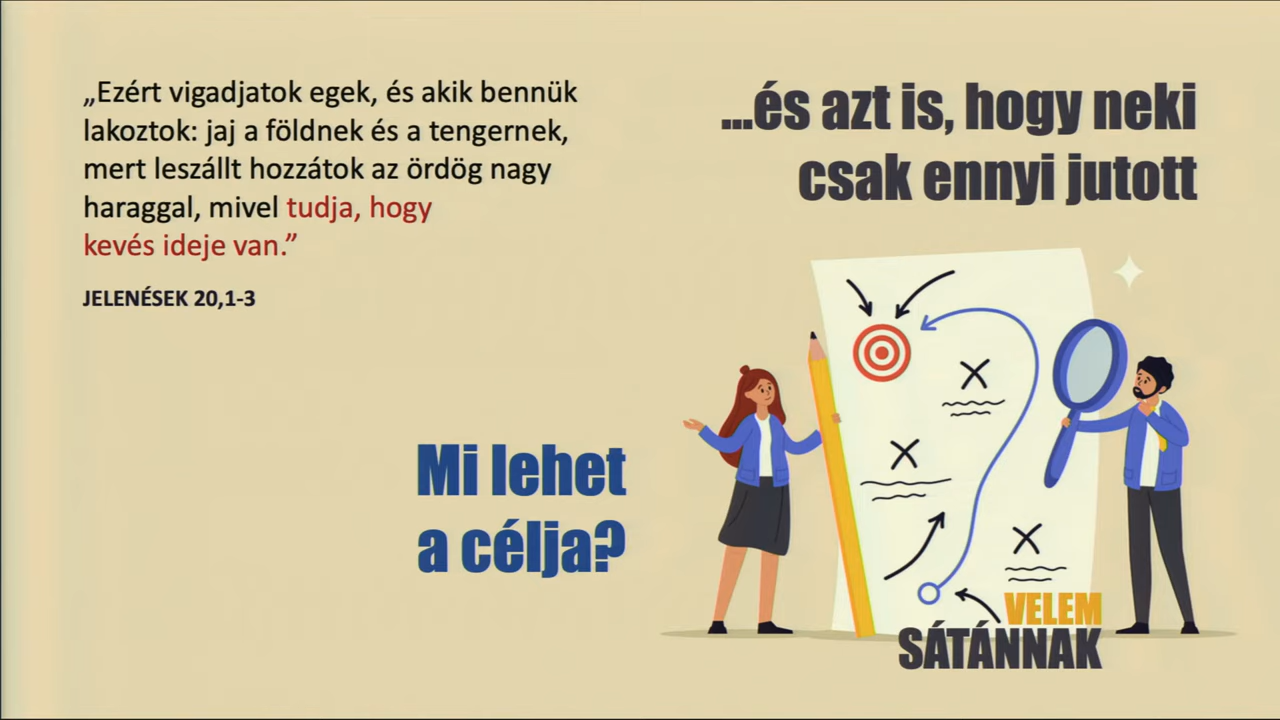 „Ezért vigadjatok egek, és akik bennük
lakoztok: jaj a földnek és a tengernek,
mert leszállt hozzátok az ördög nagy
haraggal, mivel tudja, hogy
kevés ideje van.”
JELENÉSEK 20,1-3
...és azt is, hogy neki
csak ennyi jutott
Mi lehet
a célja?
VELEM
SÁTÁNNAK